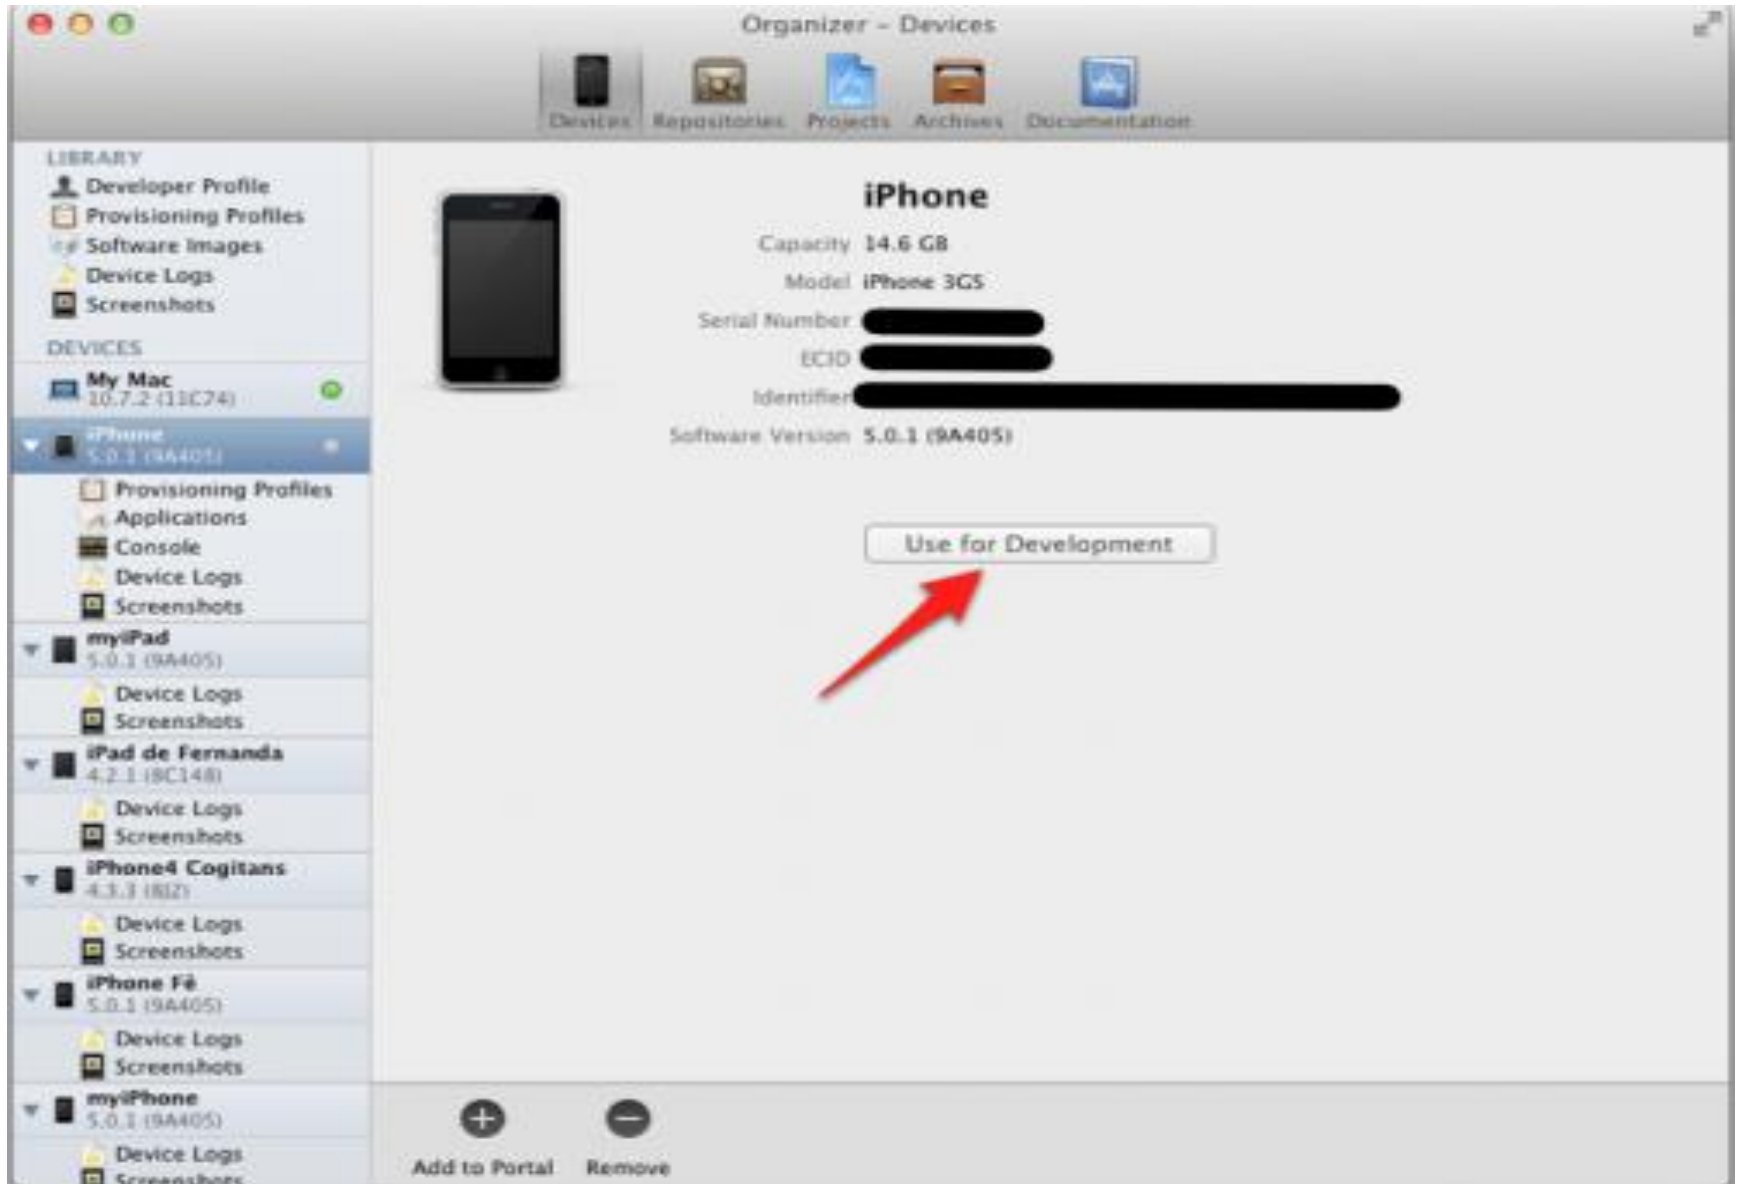 Organizer – Devices
Devices Repositories Projects Archives Documentation
LIBRARY
Developer Profile
Provisioning Profiles
Software Images
Device Logs
Screenshots
DEVICES
My Mac
10.7.2 (11C74)
iPhone
5.0.1 (9A405)
Provisioning Profiles
Applications
Console
Device Logs
Screenshots
myiPad
5.0.1 (9A405)
Device Logs
Screenshots
iPad de Fernanda
4.2.1 (8C148)
Device Logs
Screenshots
iPhone4 Cogitans
4.3.3 (8J2)
Device Logs
Screenshots
iPhone Fê
5.0.1 (9A405)
Device Logs
Screenshots
myiPhone
5.0.1 (9A405)
Device Logs
Screenshots
iPhone
Capacity 14.6 GB
Model iPhone 3GS
Serial Number
ECID
Identifier
Software Version 5.0.1 (9A405)
Use for Development
Add to Portal Remove